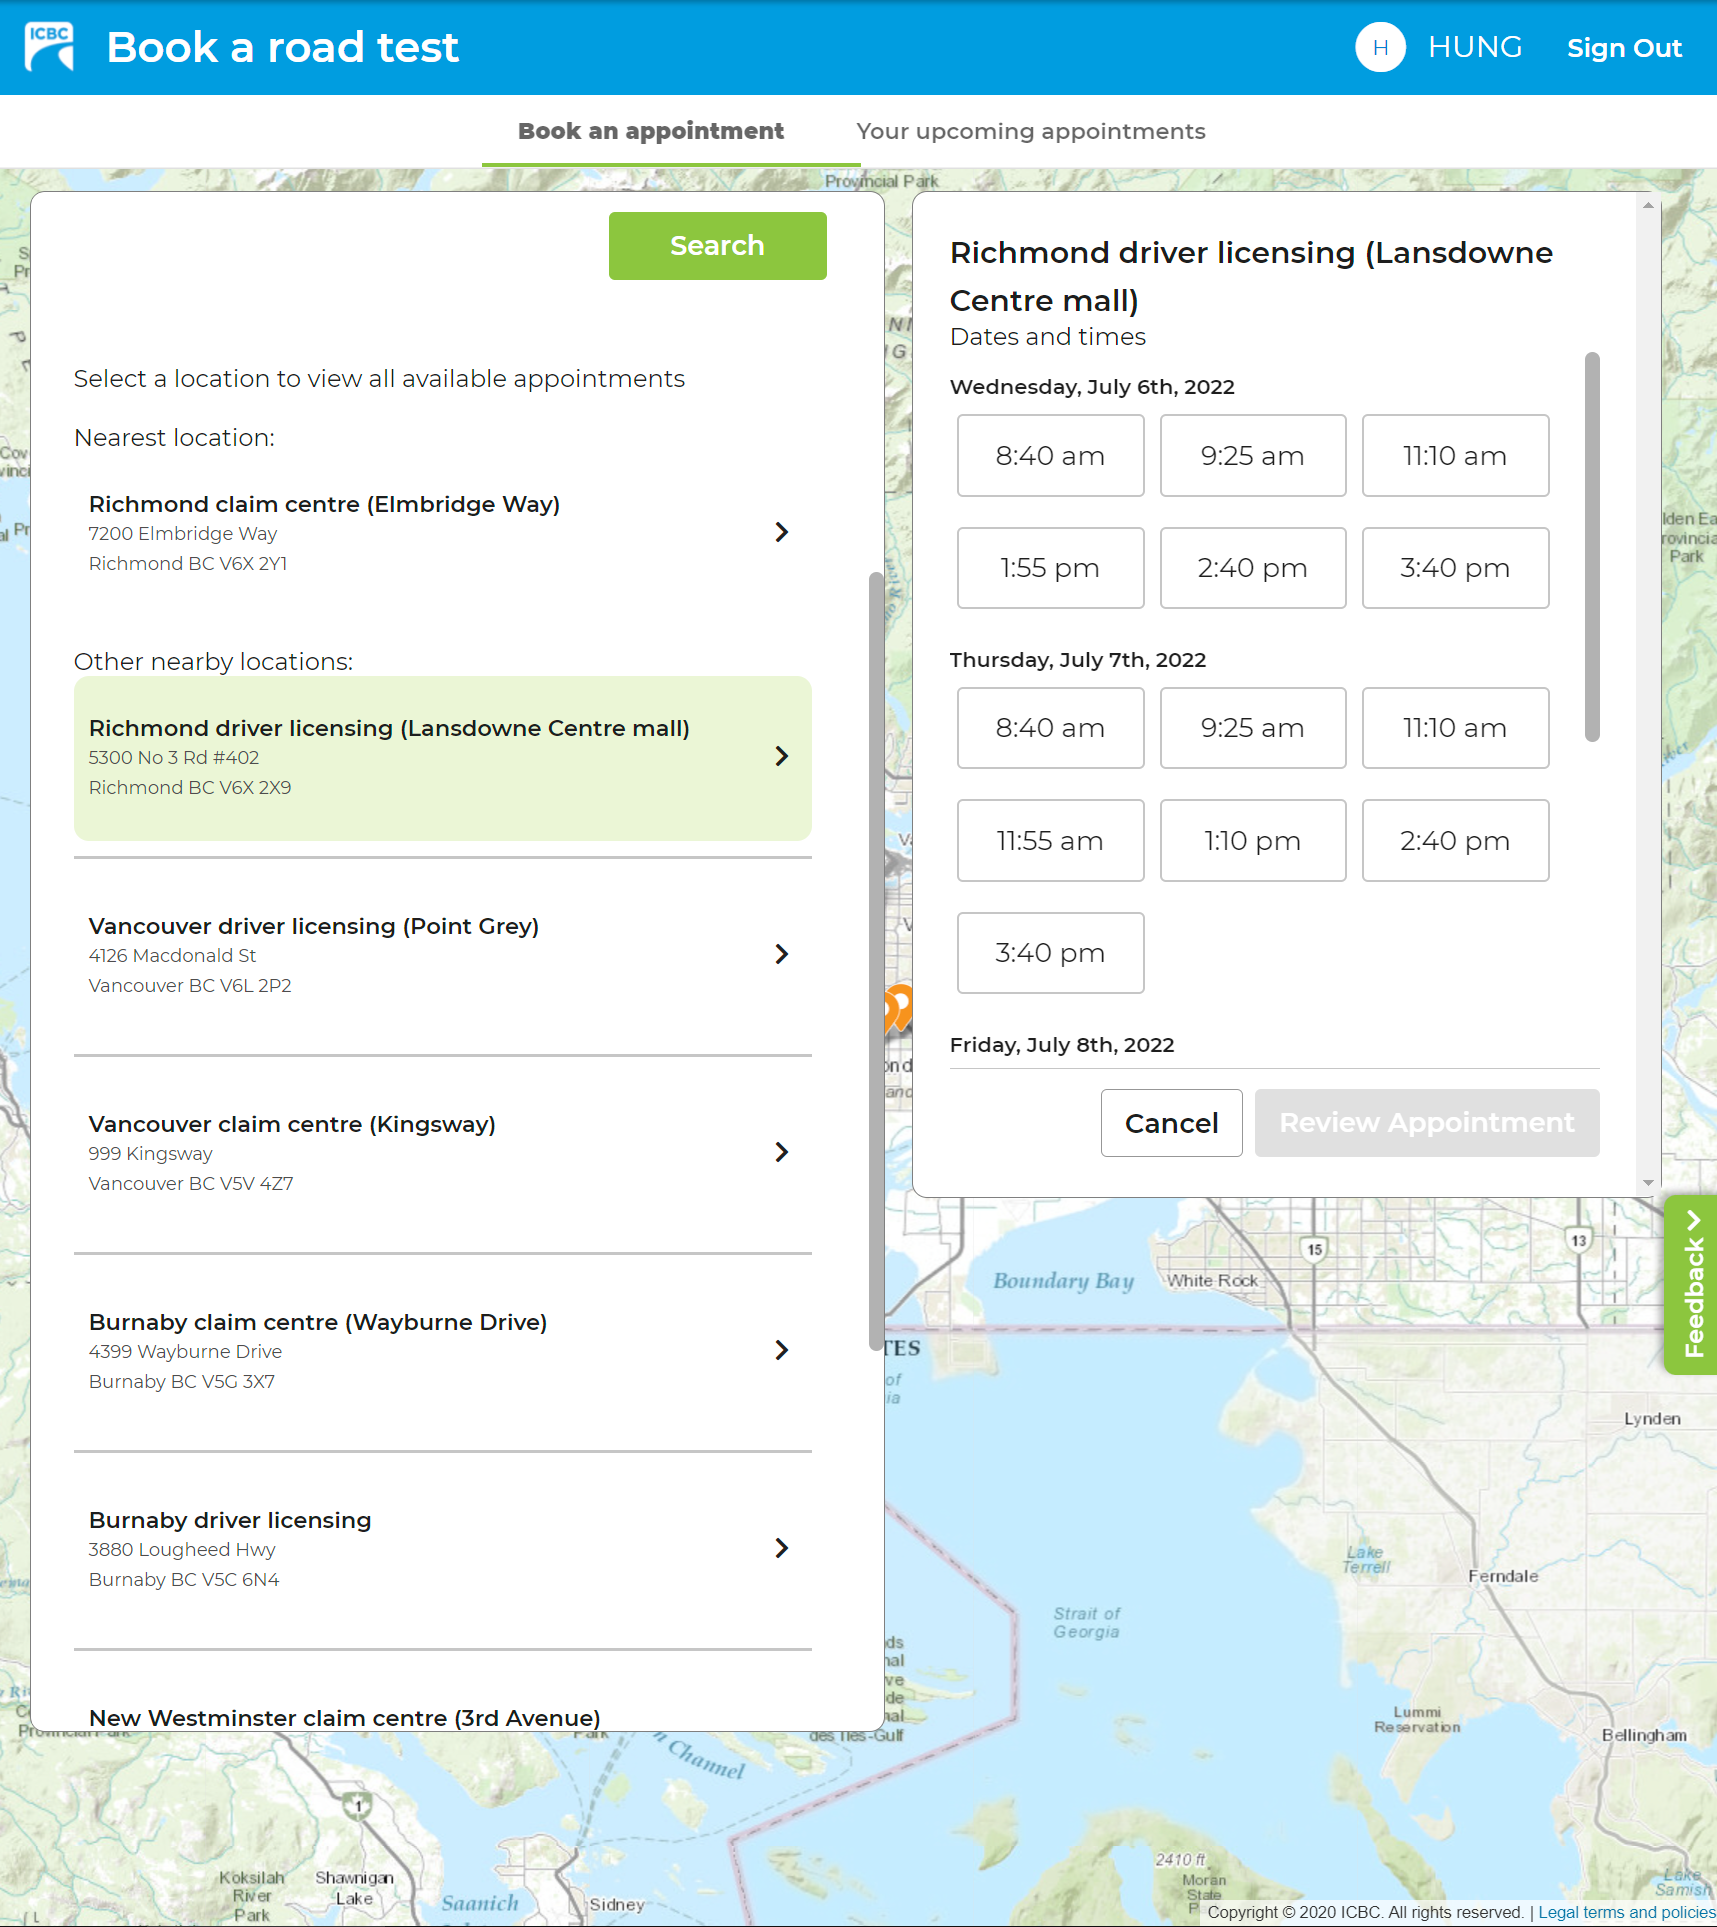 ICBC
Book a road test
H
HUNG
Sign Out
Book an appointment
Your upcoming appointments
Search
Select a location to view all available appointments
Nearest location:
Richmond claim centre (Elmbridge Way)
7200 Elmbridge Way
Richmond BC V6X 2Y1
Other nearby locations:
Richmond driver licensing (Lansdowne Centre mall)
5300 No 3 Rd #402
Richmond BC V6X 2X9
Vancouver driver licensing (Point Grey)
4126 Macdonald St
Vancouver BC V6L 2P2
Vancouver claim centre (Kingsway)
999 Kingsway
Vancouver BC V5V 4Z7
Burnaby claim centre (Wayburne Drive)
4399 Wayburne Drive
Burnaby BC V5G 3X7
Burnaby driver licensing
3880 Lougheed Hwy
Burnaby BC V5C 6N4
New Westminster claim centre (3rd Avenue)
Richmond driver licensing (Lansdowne
Centre mall)
Dates and times
Wednesday, July 6th, 2022
8:40 am
9:25 am
11:10 am
1:55 pm
2:40 pm
3:40 pm
Thursday, July 7th, 2022
8:40 am
9:25 am
11:10 am
11:55 am
1:10 pm
2:40 pm
3:40 pm
Friday, July 8th, 2022
Cancel
Review Appointment
Feedback
Provincial Park
Park
Boundary Bay
White Rock
15
13
Lynden
Lake
Terrell
Ferndale
Strait of
Georgia
Lummi
Reservation
Bellingham
Channel
1
Koksilah
River
Park
Shawnigan
Lake
Saanich
Sidney
2410 ft
Moran
State
Lake
Samish
Copyright © 2020 ICBC. All rights reserved. | Legal terms and policies